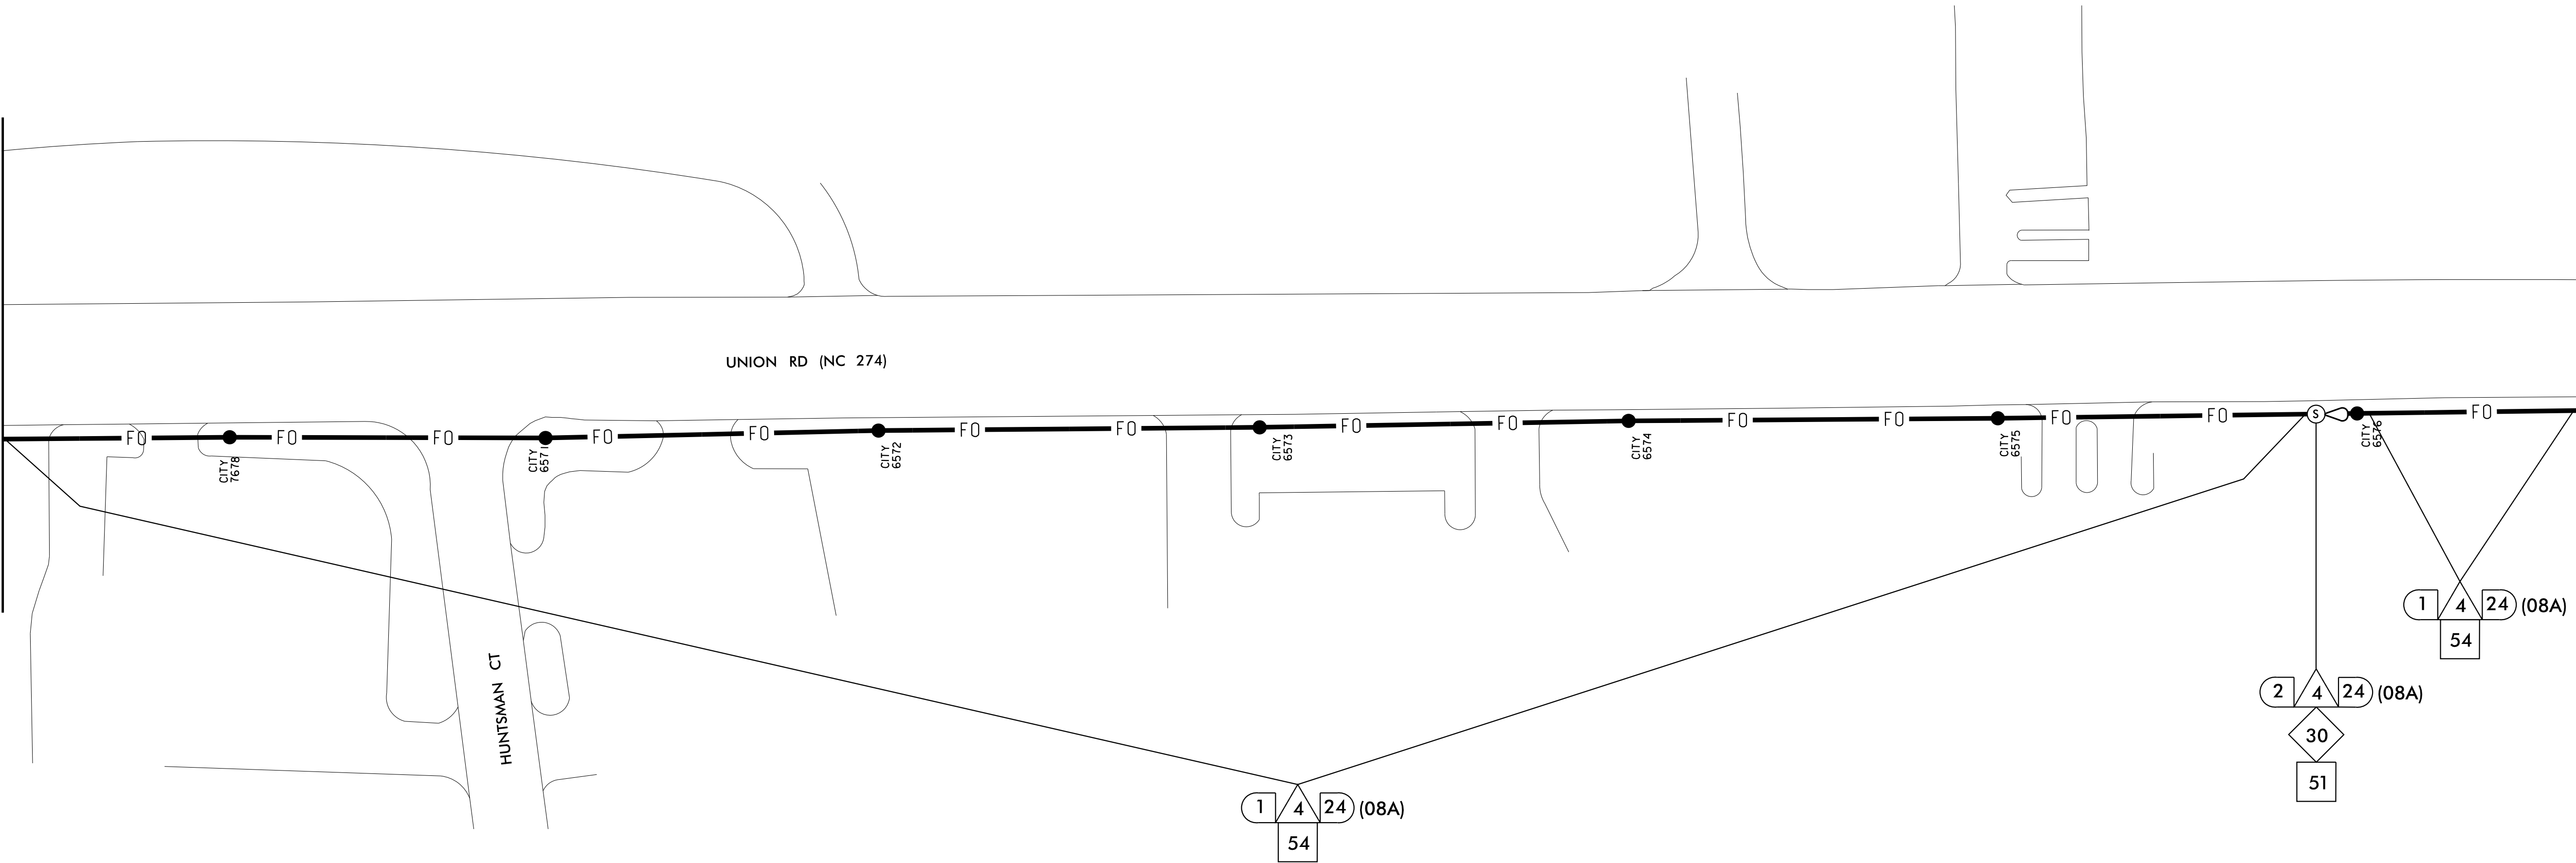 UNION RD (NC 274)
FO FO FO FO FO FO FO FO FO FO FO FO FO FO
S
CITY
7678
CITY
6571
CITY
6572
CITY
6573
CITY
6574
CITY
6575
CITY
6576
HUNTSMAN CT
1 4 24 (08A)
54
2 4 24 (08A)
30
51
1 4 24 (08A)
54